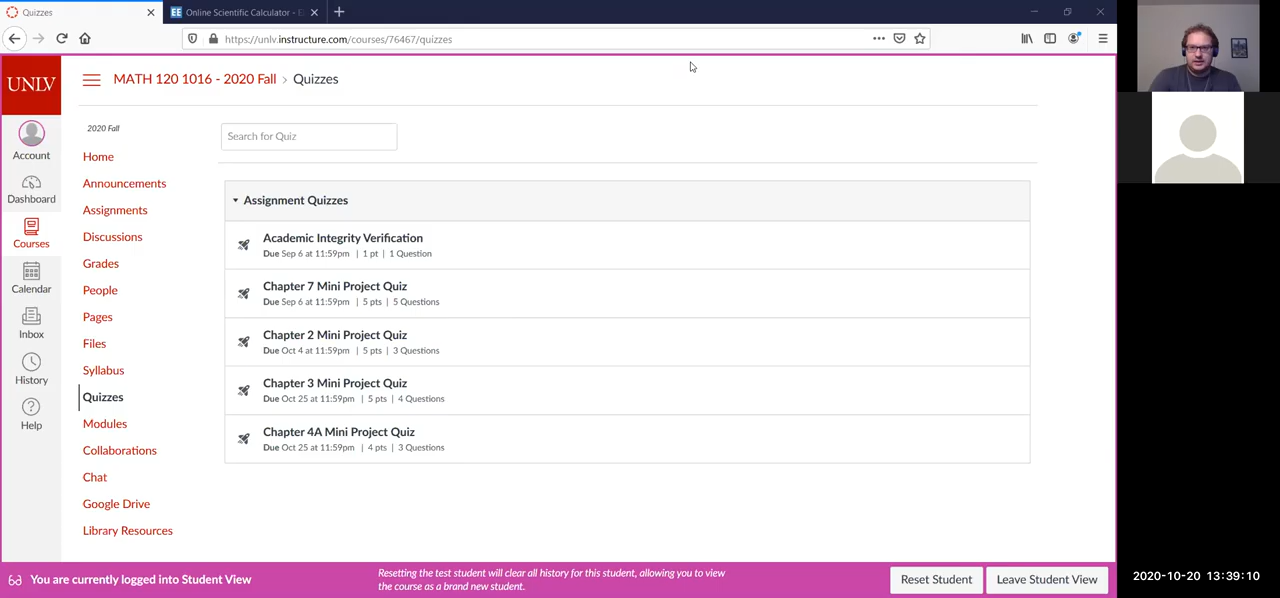 Quizzes
Online Scientific Calculator - E
https://unlv.instructure.com/courses/76467/quizzes
UNLV
MATH 120 1016 - 2020 Fall > Quizzes
Account
Dashboard
Courses
Calendar
Inbox
History
Help
2020 Fall
Home
Announcements
Assignments
Discussions
Grades
People
Pages
Files
Syllabus
Quizzes
Modules
Collaborations
Chat
Google Drive
Library Resources
Search for Quiz
Assignment Quizzes
Academic Integrity Verification
Due Sep 6 at 11:59pm | 1 pt | 1 Question
Chapter 7 Mini Project Quiz
Due Sep 6 at 11:59pm | 5 pts | 5 Questions
Chapter 2 Mini Project Quiz
Due Oct 4 at 11:59pm | 5 pts | 3 Questions
Chapter 3 Mini Project Quiz
Due Oct 25 at 11:59pm | 5 pts | 4 Questions
Chapter 4A Mini Project Quiz
Due Oct 25 at 11:59pm | 4 pts | 3 Questions
You are currently logged into Student View
Resetting the test student will clear all history for this student, allowing you to view
the course as a brand new student.
Reset Student
Leave Student View
2020-10-20 13:39:10